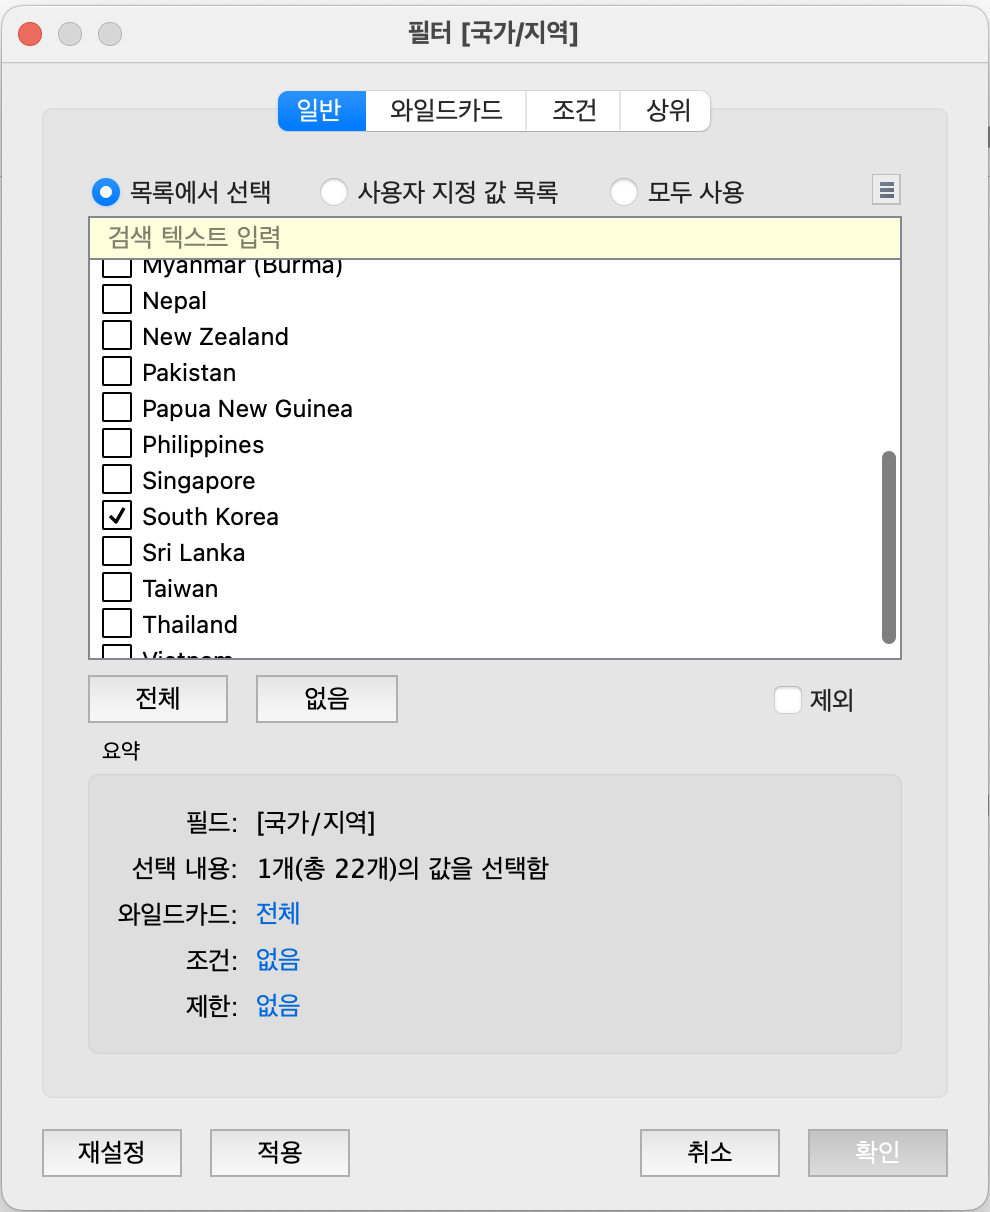 필터 [국가/지역]
일반 와일드카드 조건 상위
목록에서 선택 사용자 지정 값 목록 모두 사용
검색 텍스트 입력
Myanmar (Burma)
Nepal
New Zealand
Pakistan
Papua New Guinea
Philippines
Singapore
South Korea
Sri Lanka
Taiwan
Thailand
Vietnam
전체 없음 제외
요약
필드: [국가/지역]
선택 내용: 1개(총 22개)의 값을 선택함
와일드카드: 전체
조건: 없음
제한: 없음
재설정 적용 취소 확인